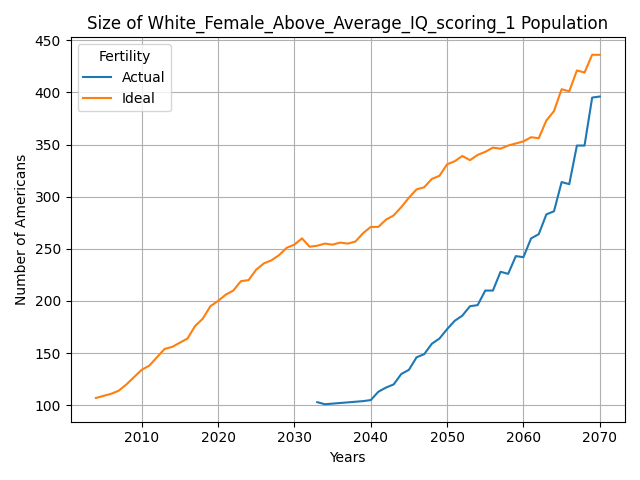 Size of White_Female_Above_Average_IQ_scoring_1 Population
Fertility
Actual
Ideal
Number of Americans
450
400
350
300
250
200
150
100
2010 2020 2030 2040 2050 2060 2070
Years